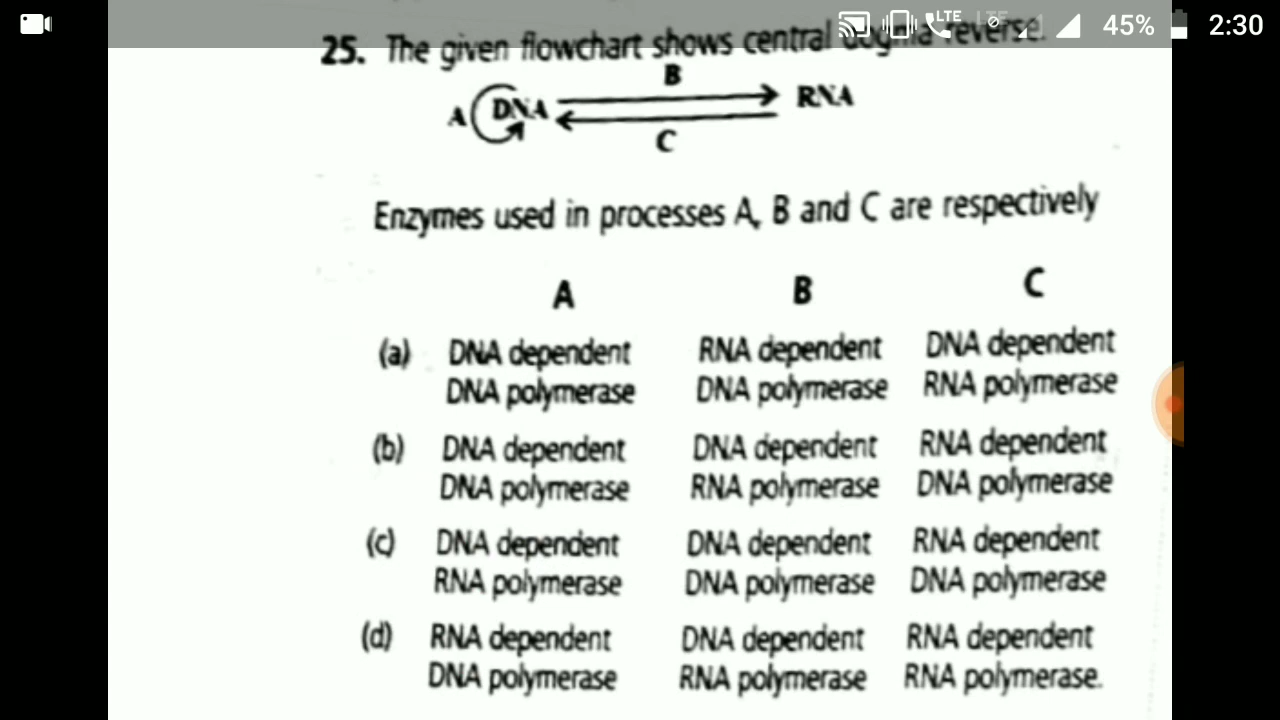 LTE LTE 45% 2:30
25. The given flowchart shows central dogma reverse.
B
A DNA RNA
C
Enzymes used in processes A, B and C are respectively
A B C
(a) DNA dependent RNA dependent DNA dependent
DNA polymerase DNA polymerase RNA polymerase
(b) DNA dependent DNA dependent RNA dependent
DNA polymerase RNA polymerase DNA polymerase
(c) DNA dependent DNA dependent RNA dependent
RNA polymerase DNA polymerase DNA polymerase
(d) RNA dependent DNA dependent RNA dependent
DNA polymerase RNA polymerase RNA polymerase.